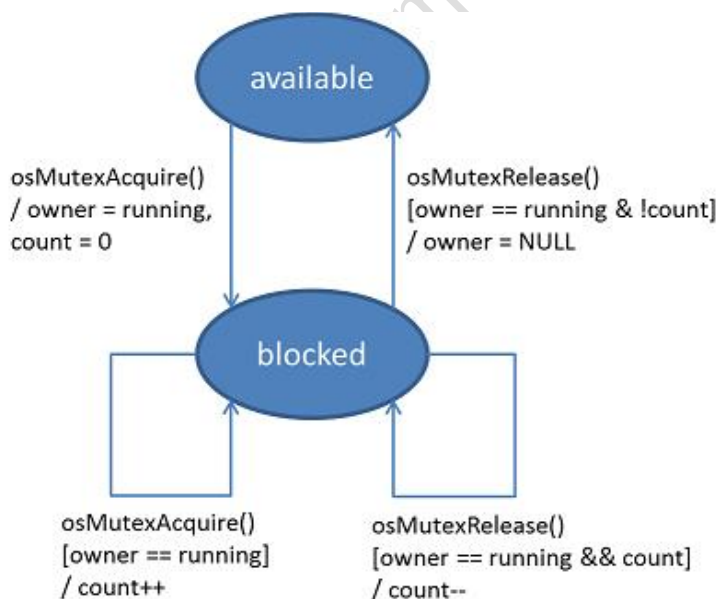 available
osMutexAcquire()
/ owner = running,
count = 0
osMutexRelease()
[owner == running & !count]
/ owner = NULL
blocked
osMutexAcquire()
[owner == running]
/ count++
osMutexRelease()
[owner == running && count]
/ count--